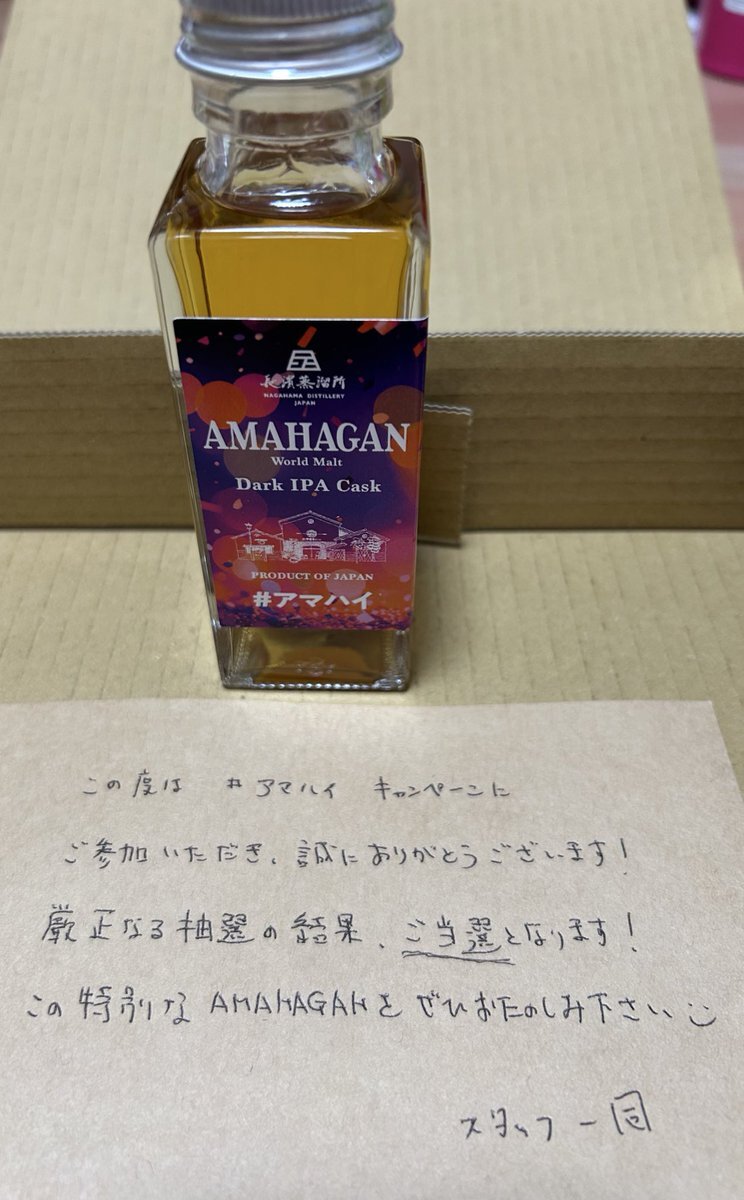 長濱蒸溜所
NAGAHAMA DISTILLERY
JAPAN
AMAHAGAN
World Malt
Dark IPA Cask
PRODUCT OF JAPAN
#アマハイ
この度は #アマハイ キャンペーンに
ご参加いただき、誠にありがとうございます!
厳正なる抽選の結果、ご当選となります!
この特別なAMAHAGANをぜひおたのしみ下さい
スタッフ一同